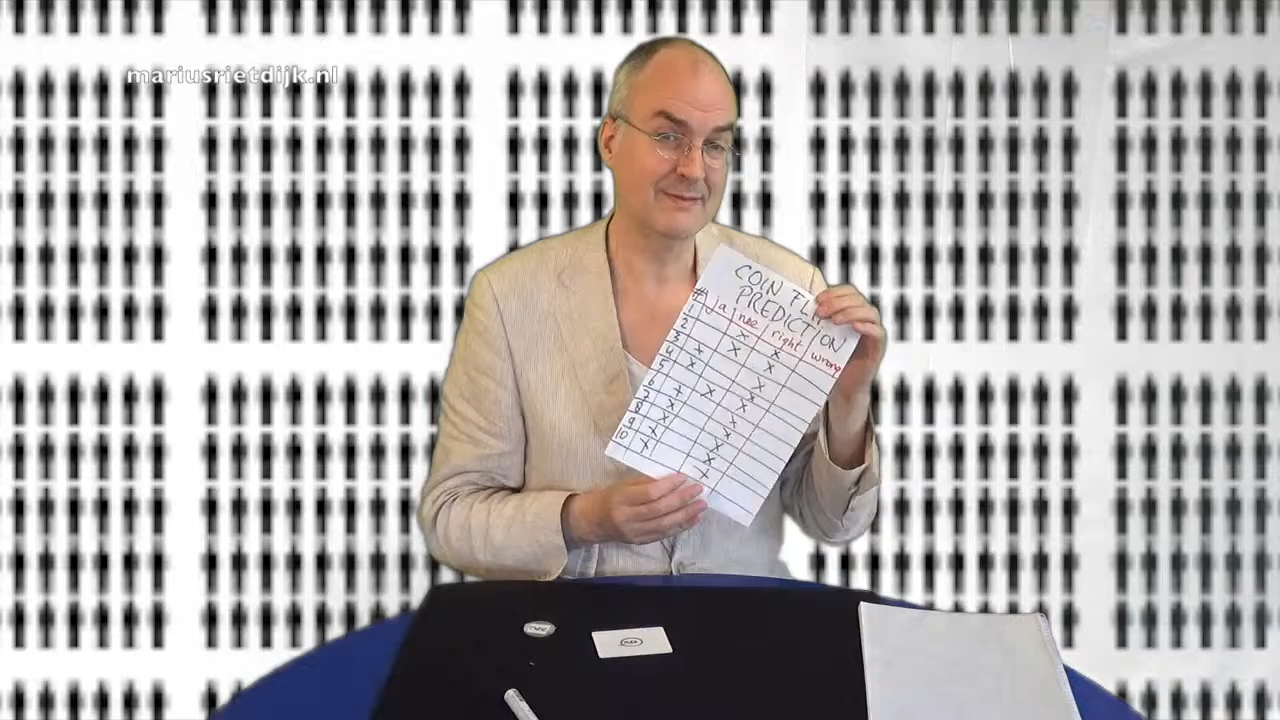 mariusrietdijk.nl
COIN FLIP
PREDICTION
# ja nee right wrong
1 x x
2 x x
3 x x
4 x x
5 x x
6 x x
7 x x
8 x x
9 x x
10 x x
nee